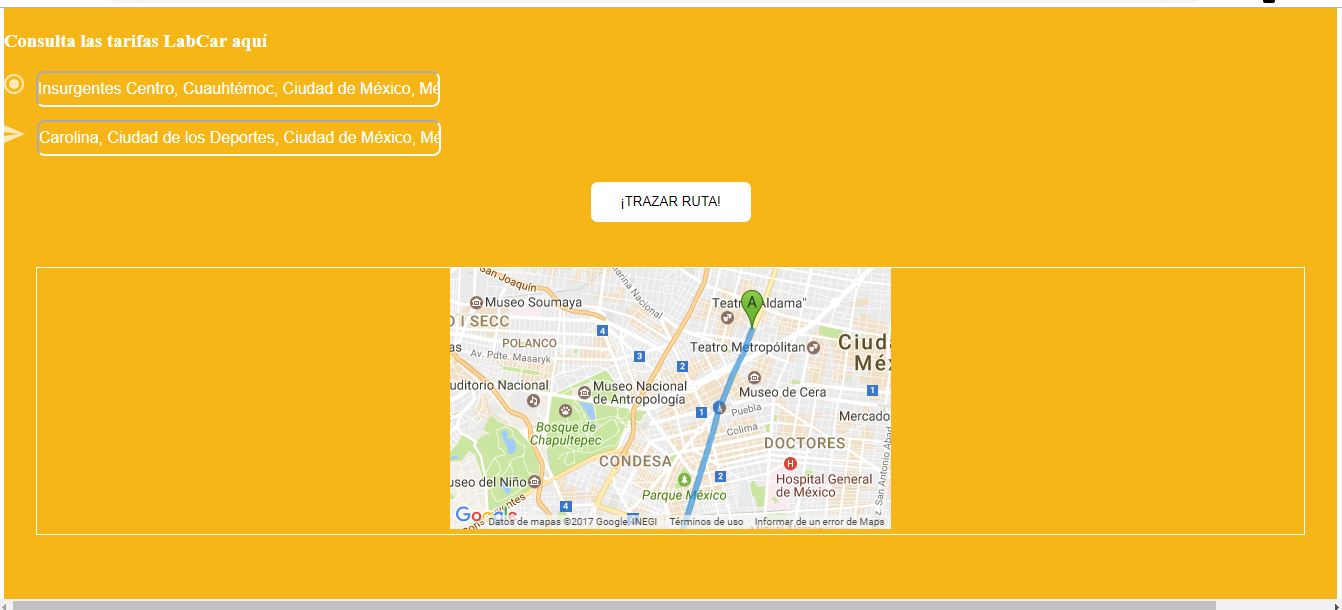 Consulta las tarifas LabCar aquí
Insurgentes Centro, Cuauhtémoc, Ciudad de México, Mé
Carolina, Ciudad de los Deportes, Ciudad de México, Mé
¡TRAZAR RUTA!
San Joaquín
Marina Nacional
Museo Soumaya
Teatro Aldama"
A
O I SECC
4
POLANCO
as
Av. Pdte. Masaryk
3
Teatro Metropólitan
Ciuda
Méx
2
uditorio Nacional
Museo Nacional
de Antropología
Museo de Cera
1
1
Puebla
Mercado
Bosque de
Chapultepec
Colima
DOCTORES
CONDESA
H
Hospital General
de México
useo del Niño
2
Parque México
z. San Antonio Abad
4
Google
Datos de mapas ©2017 Google, INEGI
Términos de uso
Informar de un error de Maps